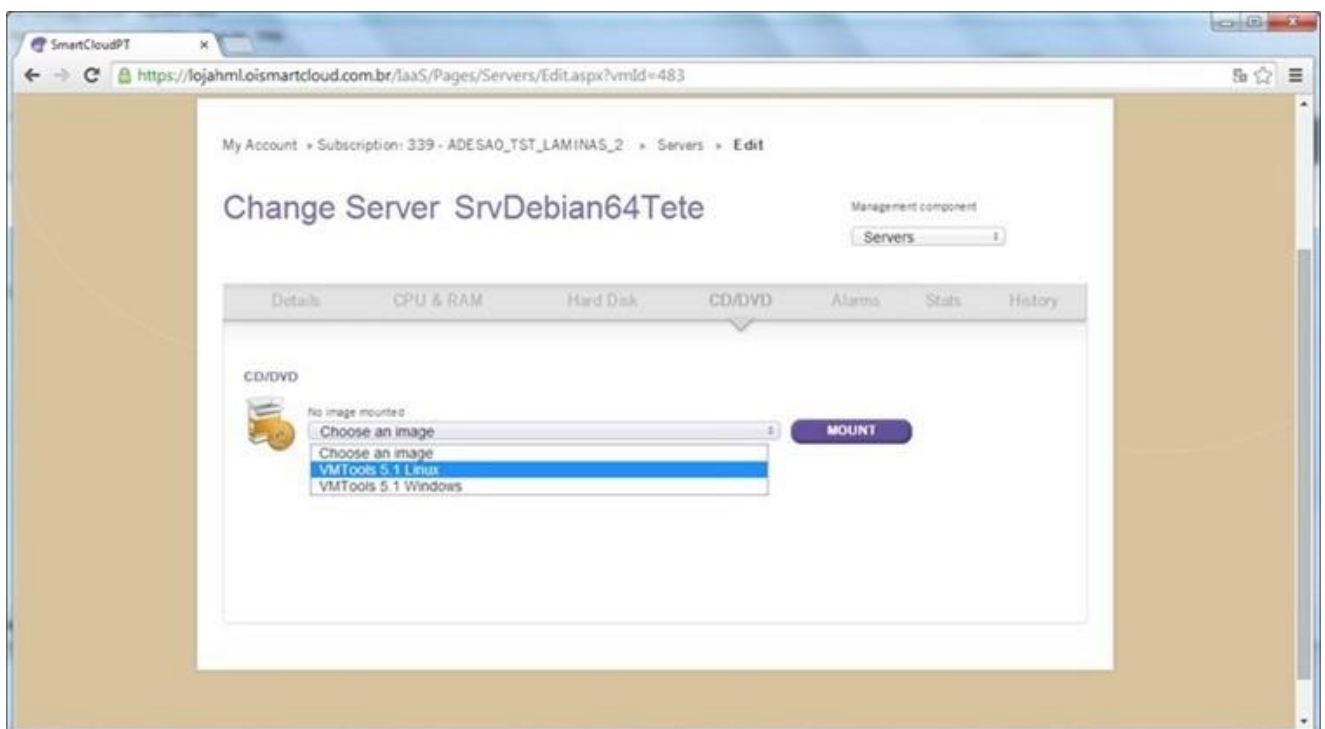 SmartCloudPT
https://lojahml.oismartcloud.com.br/IaaS/Pages/Servers/Edit.aspx?vmId=483
My Account » Subscription: 339 - ADESAO_TST_LAMINAS_2 » Servers » Edit
Change Server SrvDebian64Tete
Management component
Servers
Details CPU & RAM Hard Disk CD/DVD Alarms Stats History
CD/DVD
No image mounted
Choose an image
MOUNT
Choose an image
VMTools 5.1 Linux
VMTools 5.1 Windows